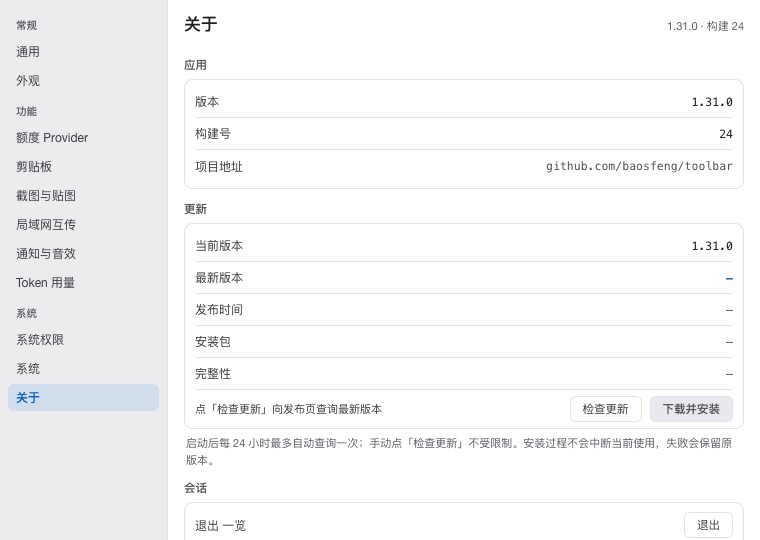 常规
通用
外观
功能
额度 Provider
剪贴板
截图与贴图
局域网互传
通知与音效
Token 用量
系统
系统权限
系统
关于
关于
1.31.0 · 构建 24
应用
版本
1.31.0
构建号
24
项目地址
github.com/baosfeng/toolbar
更新
当前版本
1.31.0
最新版本
–
发布时间
–
安装包
–
完整性
–
点「检查更新」向发布页查询最新版本
检查更新
下载并安装
启动后每 24 小时最多自动查询一次；手动点「检查更新」不受限制。安装过程不会中断当前使用，失败会保留原
版本。
会话
退出 一览
退出